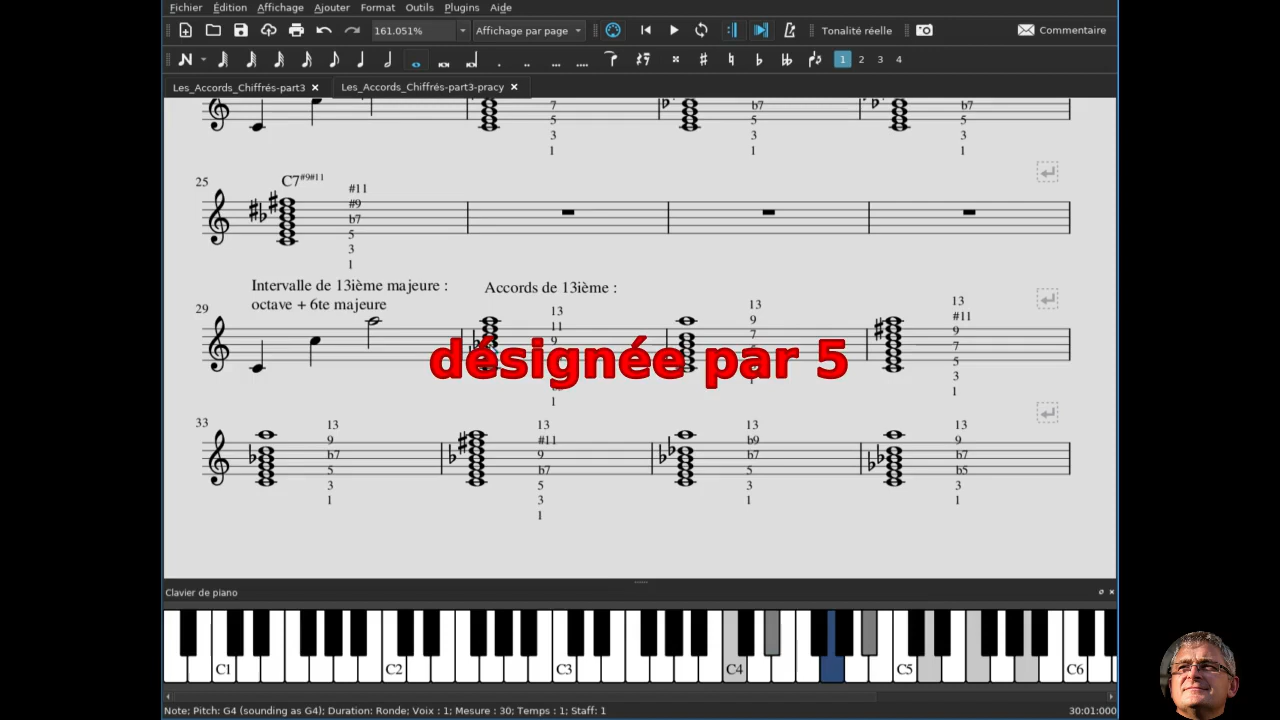 Fichier Édition Affichage Ajouter Format Outils Plugins Aide
161.051% Affichage par page Tonalité réelle Commentaire
1 2 3 4
Les_Accords_Chiffrés-part3 Les_Accords_Chiffrés-part3-pracy
7 b7 b7
5 5 5
3 3 3
1 1 1
25 C7#9#11
#11
#9
b7
5
3
1
Intervalle de 13ième majeure : Accords de 13ième :
octave + 6te majeure
29
13
11
9
1
13
9
7
1
13
#11
9
7
5
3
1
désignée par 5
33
13
9
b7
5
3
1
13
#11
9
b7
5
3
1
13
b9
b7
5
3
1
13
9
b7
b5
3
1
Clavier de piano
C1 C2 C3 C4 C5 C6
Note; Pitch: G4 (sounding as G4); Duration: Ronde; Voix : 1; Mesure : 30; Temps : 1; Staff: 1 30:01:000